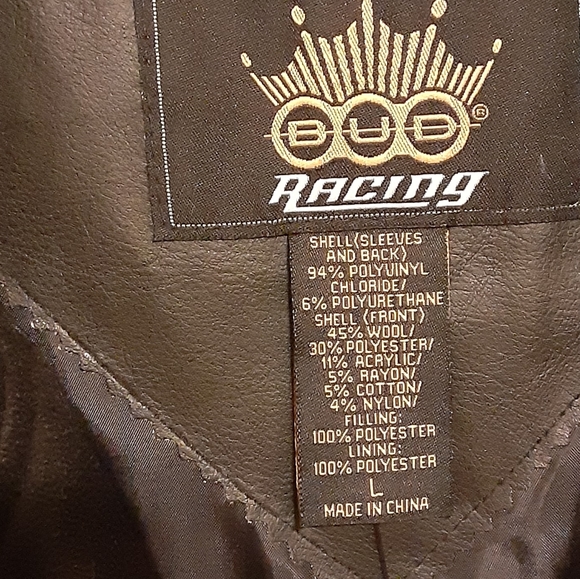 BUD®
RACING
SHELL(SLEEVES
AND BACK)
94% POLYVINYL
CHLORIDE/
6% POLYURETHANE
SHELL (FRONT)
45% WOOL/
30% POLYESTER/
11% ACRYLIC/
5% RAYON/
5% COTTON/
4% NYLON/
FILLING:
100% POLYESTER
LINING:
100% POLYESTER
L
MADE IN CHINA